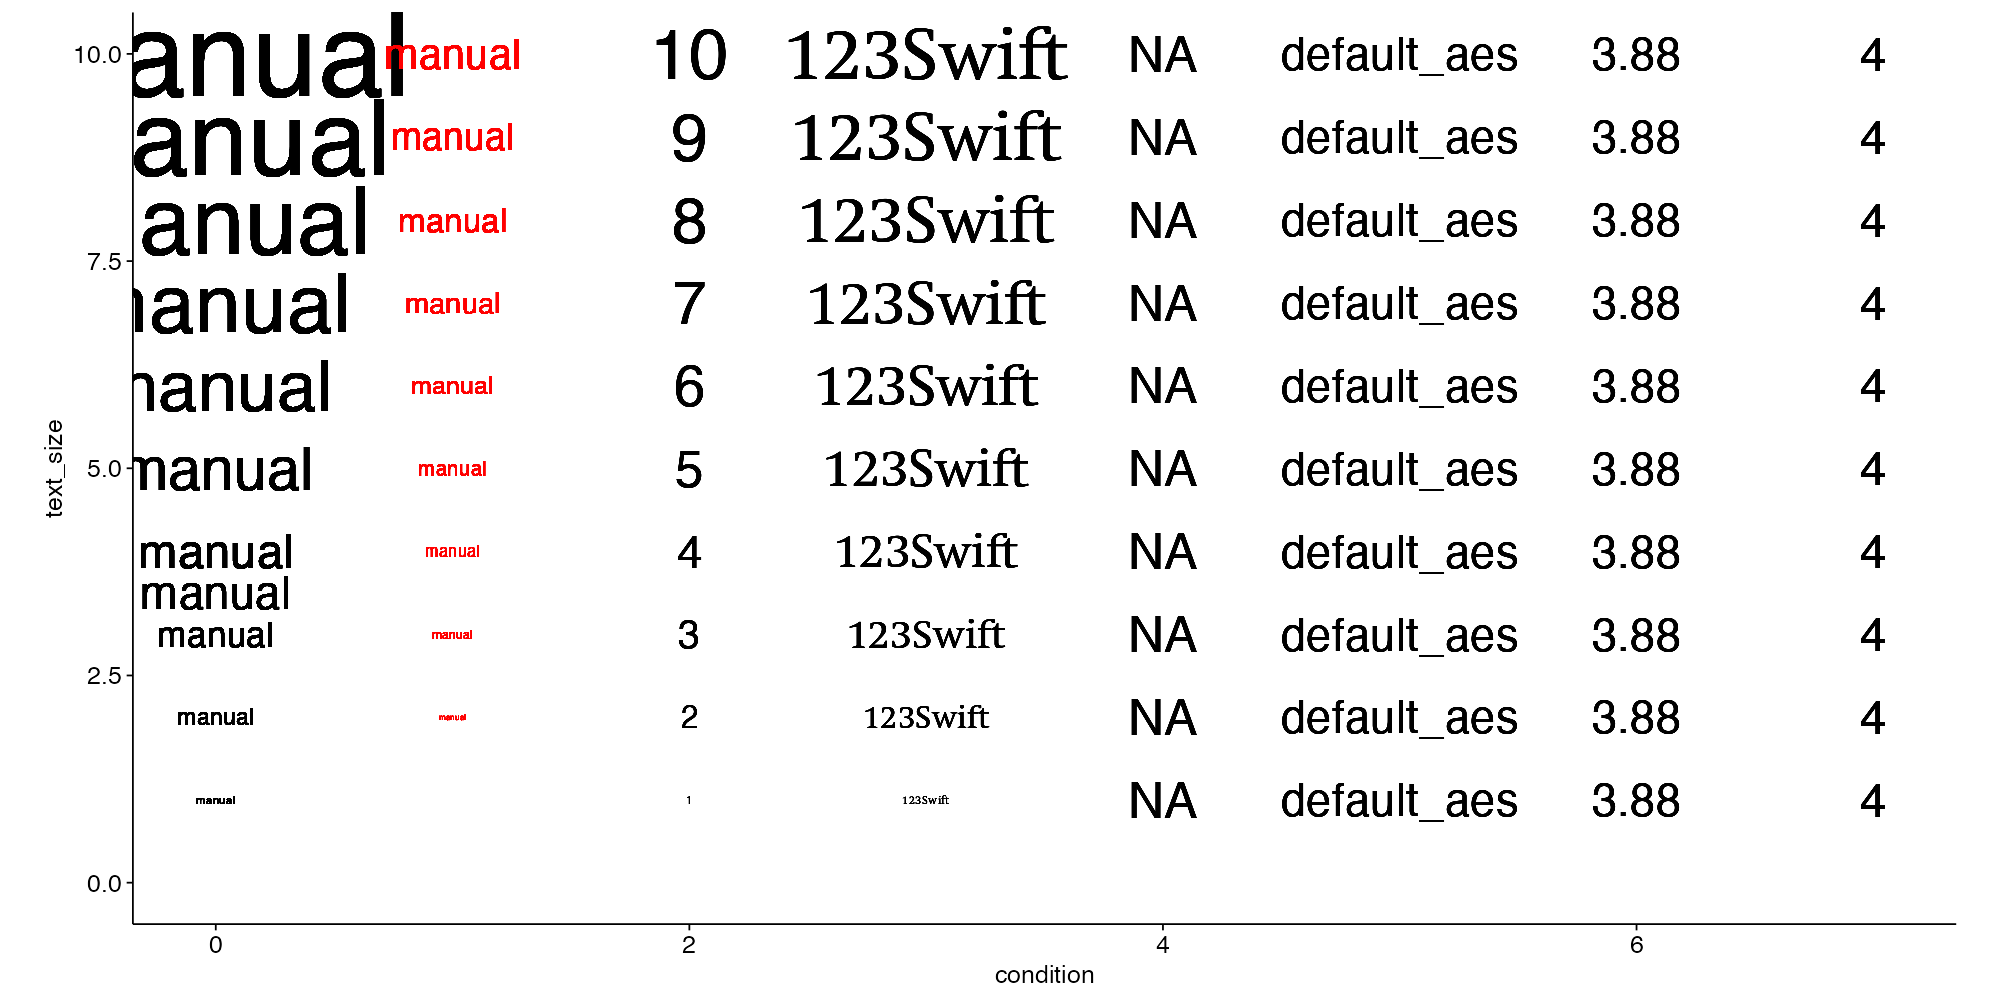 10.0 anual manual 10 123Swift NA default_aes 3.88 4
anual manual 9 123Swift NA default_aes 3.88 4
anual manual 8 123Swift NA default_aes 3.88 4
7.5
manual manual 7 123Swift NA default_aes 3.88 4
manual manual 6 123Swift NA default_aes 3.88 4
5.0 manual manual 5 123Swift NA default_aes 3.88 4
manual manual 4 123Swift NA default_aes 3.88 4
manual
manual manual 3 123Swift NA default_aes 3.88 4
2.5
manual manual 2 123Swift NA default_aes 3.88 4
manual 1 123Swift NA default_aes 3.88 4
0.0
text_size
0 2 4 6
condition